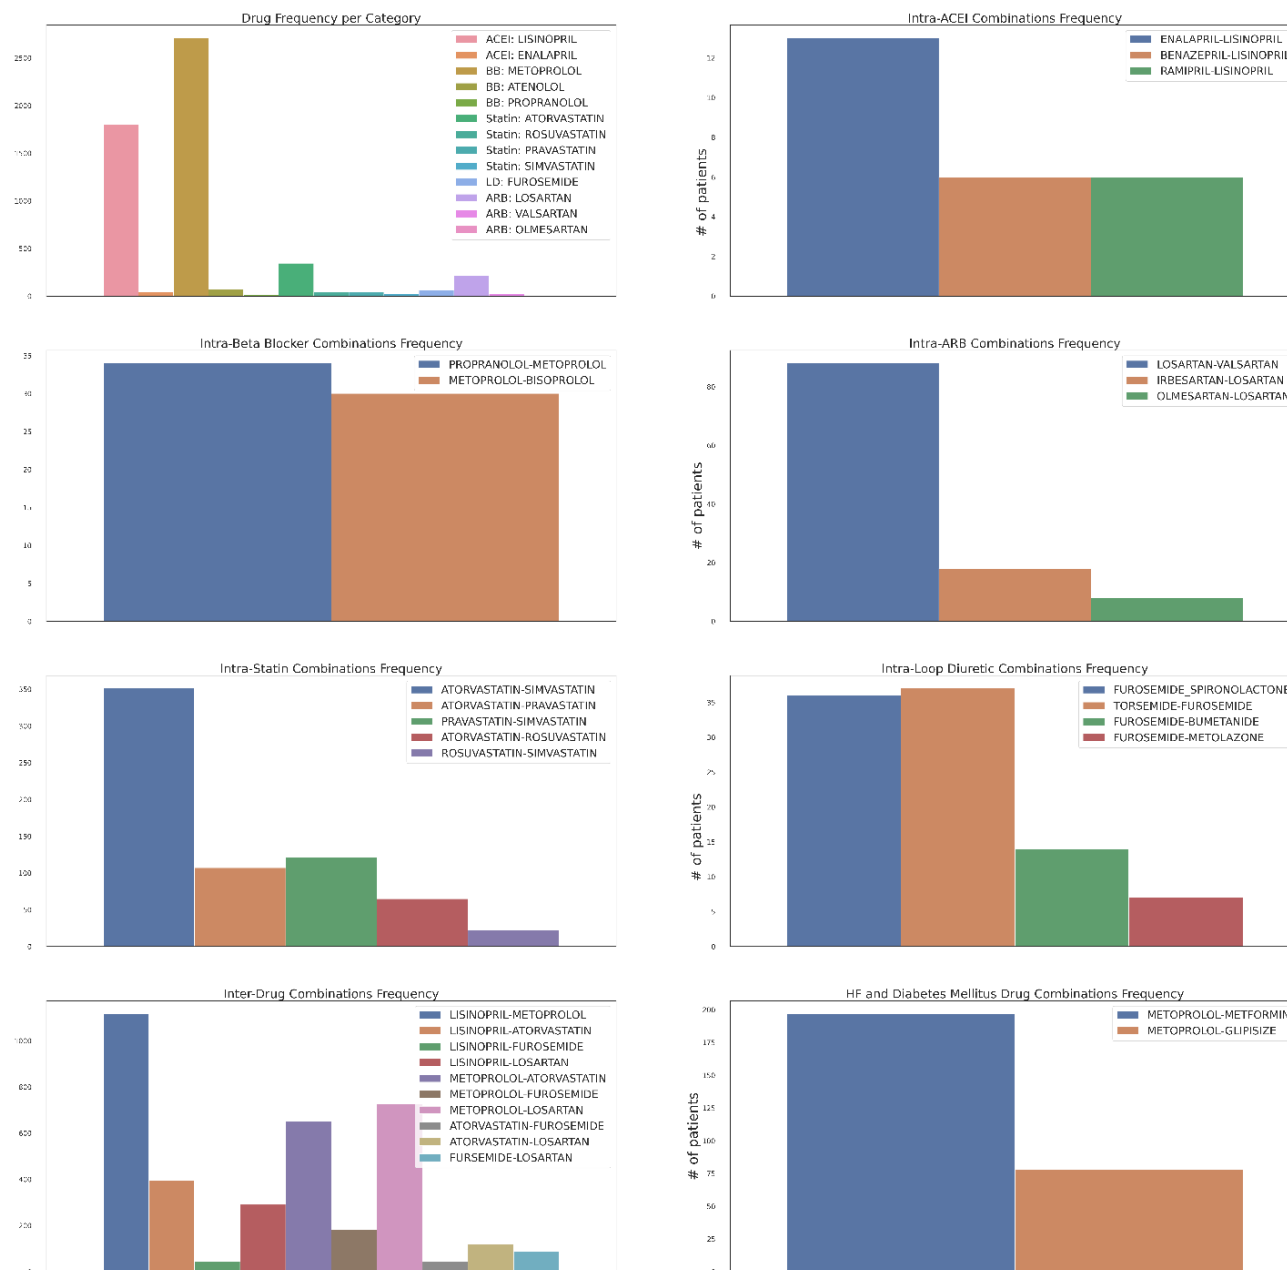 Drug Frequency per Category
2500
2000
1500
1000
500
0
ACEI: LISINOPRIL
ACEI: ENALAPRIL
BB: METOPROLOL
BB: ATENOLOL
BB: PROPRANOLOL
Statin: ATORVASTATIN
Statin: ROSUVASTATIN
Statin: PRAVASTATIN
Statin: SIMVASTATIN
LD: FUROSEMIDE
ARB: LOSARTAN
ARB: VALSARTAN
ARB: OLMESARTAN
Intra-ACEI Combinations Frequency
# of patients
12
10
8
6
4
2
0
ENALAPRIL-LISINOPRIL
BENAZEPRIL-LISINOPRIL
RAMIPRIL-LISINOPRIL
Intra-Beta Blocker Combinations Frequency
35
30
25
20
15
10
5
0
PROPRANOLOL-METOPROLOL
METOPROLOL-BISOPROLOL
Intra-ARB Combinations Frequency
# of patients
80
60
40
20
0
LOSARTAN-VALSARTAN
IRBESARTAN-LOSARTAN
OLMESARTAN-LOSARTAN
Intra-Statin Combinations Frequency
350
300
250
200
150
100
50
0
ATORVASTATIN-SIMVASTATIN
ATORVASTATIN-PRAVASTATIN
PRAVASTATIN-SIMVASTATIN
ATORVASTATIN-ROSUVASTATIN
ROSUVASTATIN-SIMVASTATIN
Intra-Loop Diuretic Combinations Frequency
# of patients
35
30
25
20
15
10
5
0
FUROSEMIDE_SPIRONOLACTONE
TORSEMIDE-FUROSEMIDE
FUROSEMIDE-BUMETANIDE
FUROSEMIDE-METOLAZONE
Inter-Drug Combinations Frequency
1000
800
600
400
200
LISINOPRIL-METOPROLOL
LISINOPRIL-ATORVASTATIN
LISINOPRIL-FUROSEMIDE
LISINOPRIL-LOSARTAN
METOPROLOL-ATORVASTATIN
METOPROLOL-FUROSEMIDE
METOPROLOL-LOSARTAN
ATORVASTATIN-FUROSEMIDE
ATORVASTATIN-LOSARTAN
FURSEMIDE-LOSARTAN
HF and Diabetes Mellitus Drug Combinations Frequency
# of patients
200
175
150
125
100
75
50
25
METOPROLOL-METFORMIN
METOPROLOL-GLIPISIZE